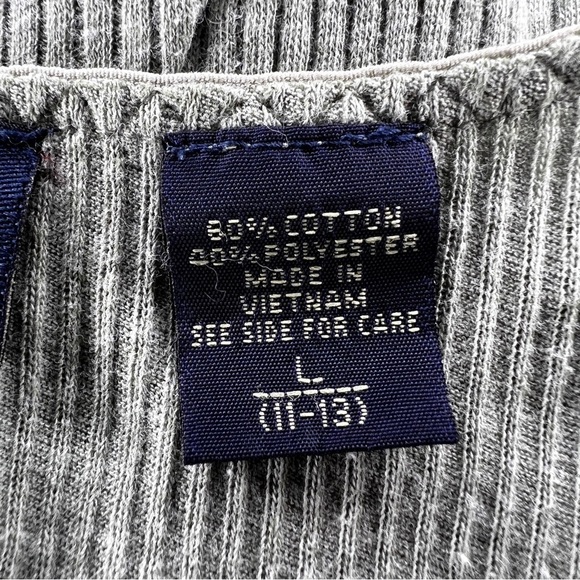 60% COTTON
40% POLYESTER
MADE IN
VIETNAM
SEE SIDE FOR CARE
L
(11-13)